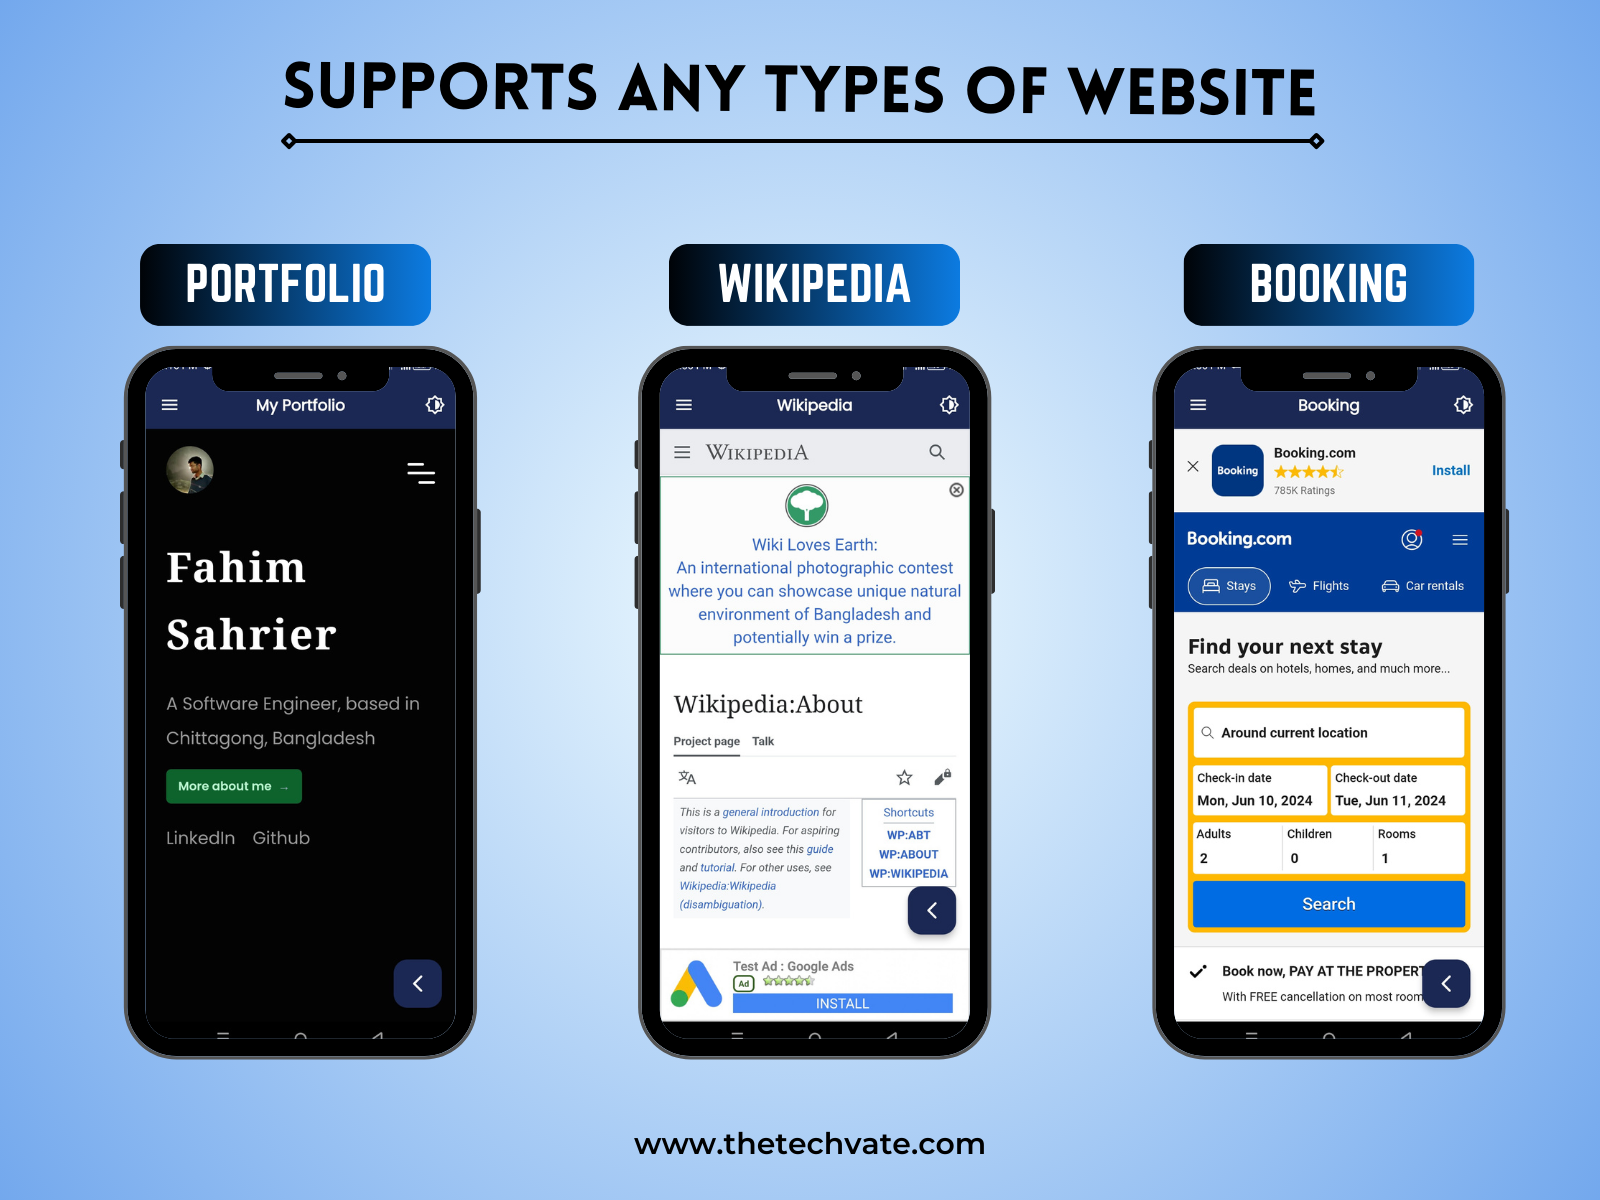 SUPPORTS ANY TYPES OF WEBSITE
PORTFOLIO
My Portfolio
Fahim
Sahrier
A Software Engineer, based in
Chittagong, Bangladesh
More about me →
LinkedIn Github
WIKIPEDIA
Wikipedia
WIKIPEDIA
Wiki Loves Earth:
An international photographic contest
where you can showcase unique natural
environment of Bangladesh and
potentially win a prize.
Wikipedia:About
Project page Talk
This is a general introduction for
visitors to Wikipedia. For aspiring
contributors, also see this guide
and tutorial. For other uses, see
Wikipedia:Wikipedia
(disambiguation).
Shortcuts
WP:ABT
WP:ABOUT
WP:WIKIPEDIA
Test Ad : Google Ads
Ad
INSTALL
BOOKING
Booking
Booking
Booking.com
785K Ratings
Install
Booking.com
Stays Flights Car rentals
Find your next stay
Search deals on hotels, homes, and much more...
Around current location
Check-in date
Mon, Jun 10, 2024
Check-out date
Tue, Jun 11, 2024
Adults Children Rooms
2 0 1
Search
Book now, PAY AT THE PROPERT
With FREE cancellation on most room
www.thetechvate.com